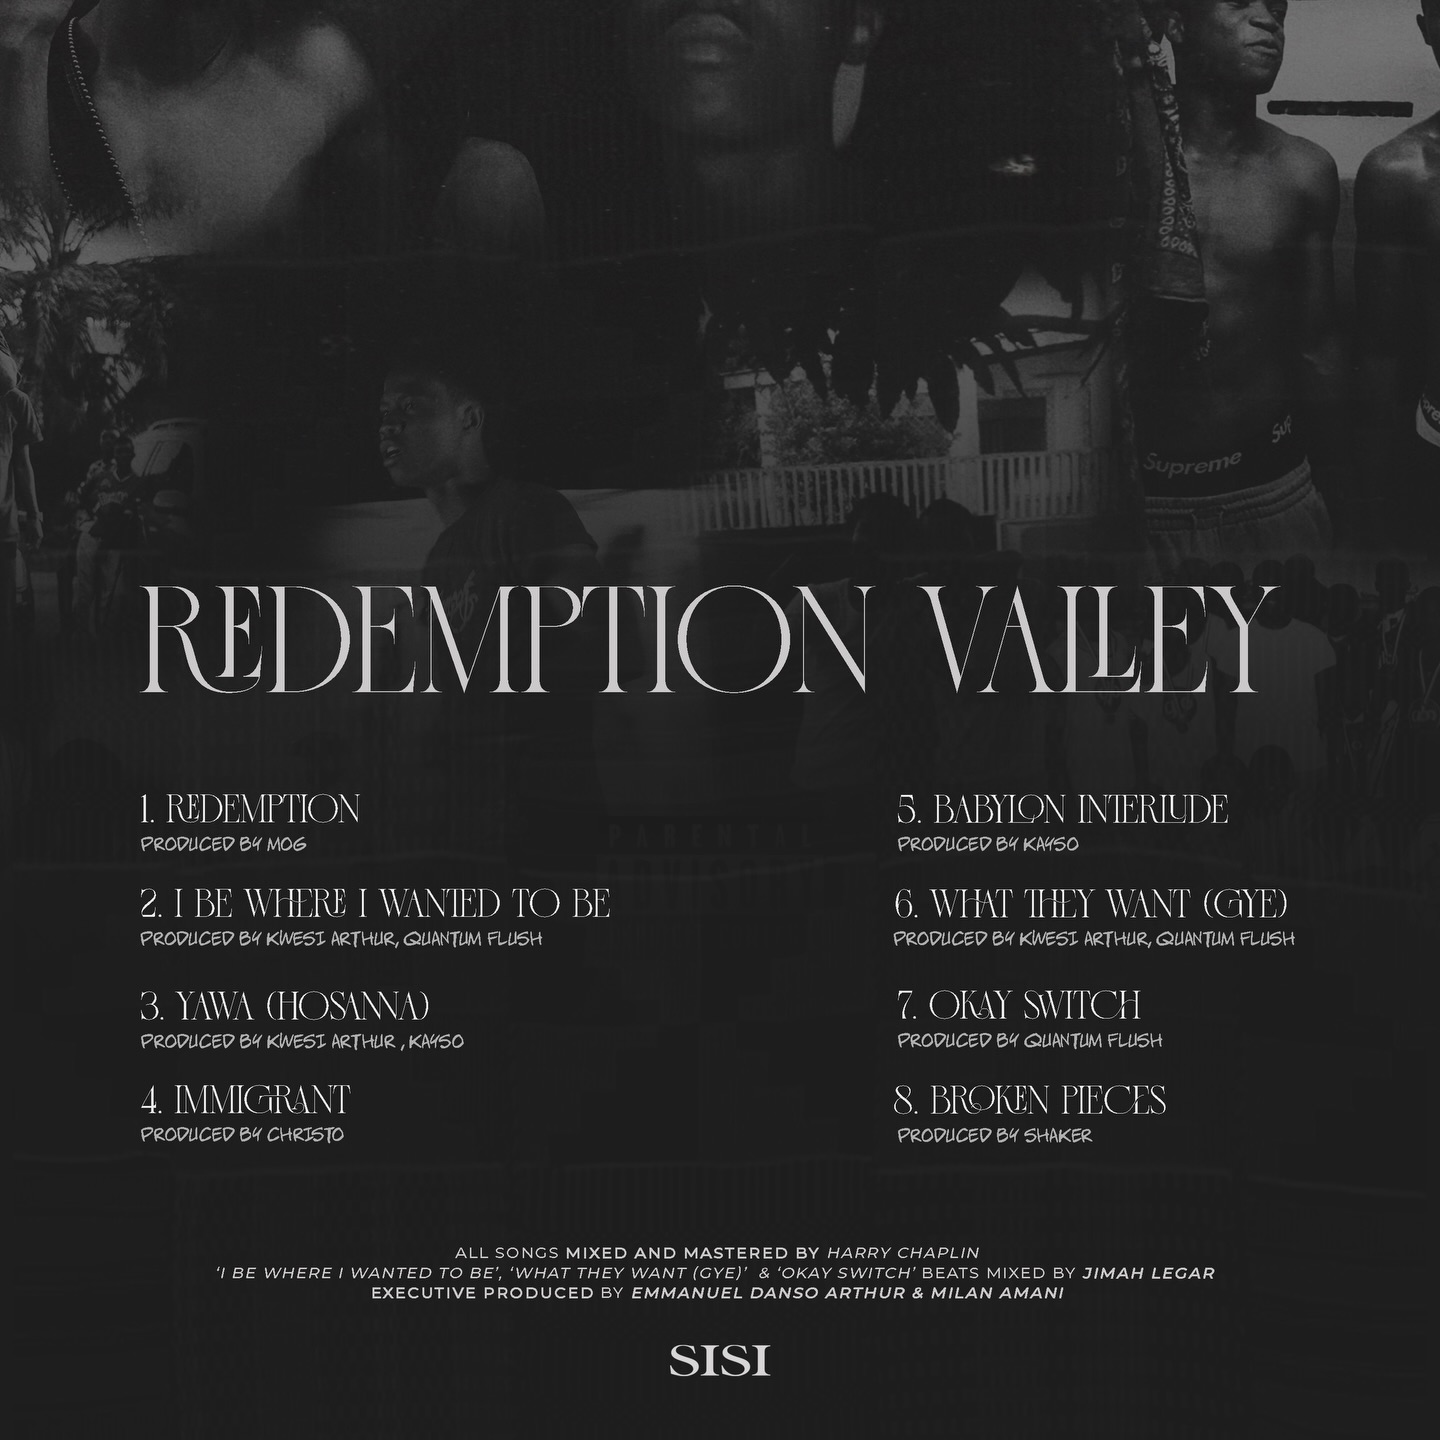 Supreme
REDEMPTION VALLEY
1. REDEMPTION
PRODUCED BY MOG
2. I BE WHERE I WANTED TO BE
PRODUCED BY KWESI ARTHUR, QUANTUM FLUSH
3. YAWA (HOSANNA)
PRODUCED BY KWESI ARTHUR , KAYSO
4. IMMIGRANT
PRODUCED BY CHRISTO
5. BABYLON INTERLUDE
PRODUCED BY KAYSO
6. WHAT THEY WANT (GYE)
PRODUCED BY KWESI ARTHUR, QUANTUM FLUSH
7. OKAY SWITCH
PRODUCED BY QUANTUM FLUSH
8. BROKEN PIECES
PRODUCED BY SHAKER
PARENTAL
ADVISORY
ALL SONGS MIXED AND MASTERED BY HARRY CHAPLIN
‘I BE WHERE I WANTED TO BE’, ‘WHAT THEY WANT (GYE)’ & ‘OKAY SWITCH’ BEATS MIXED BY JIMAH LEGAR
EXECUTIVE PRODUCED BY EMMANUEL DANSO ARTHUR & MILAN AMANI
SISI